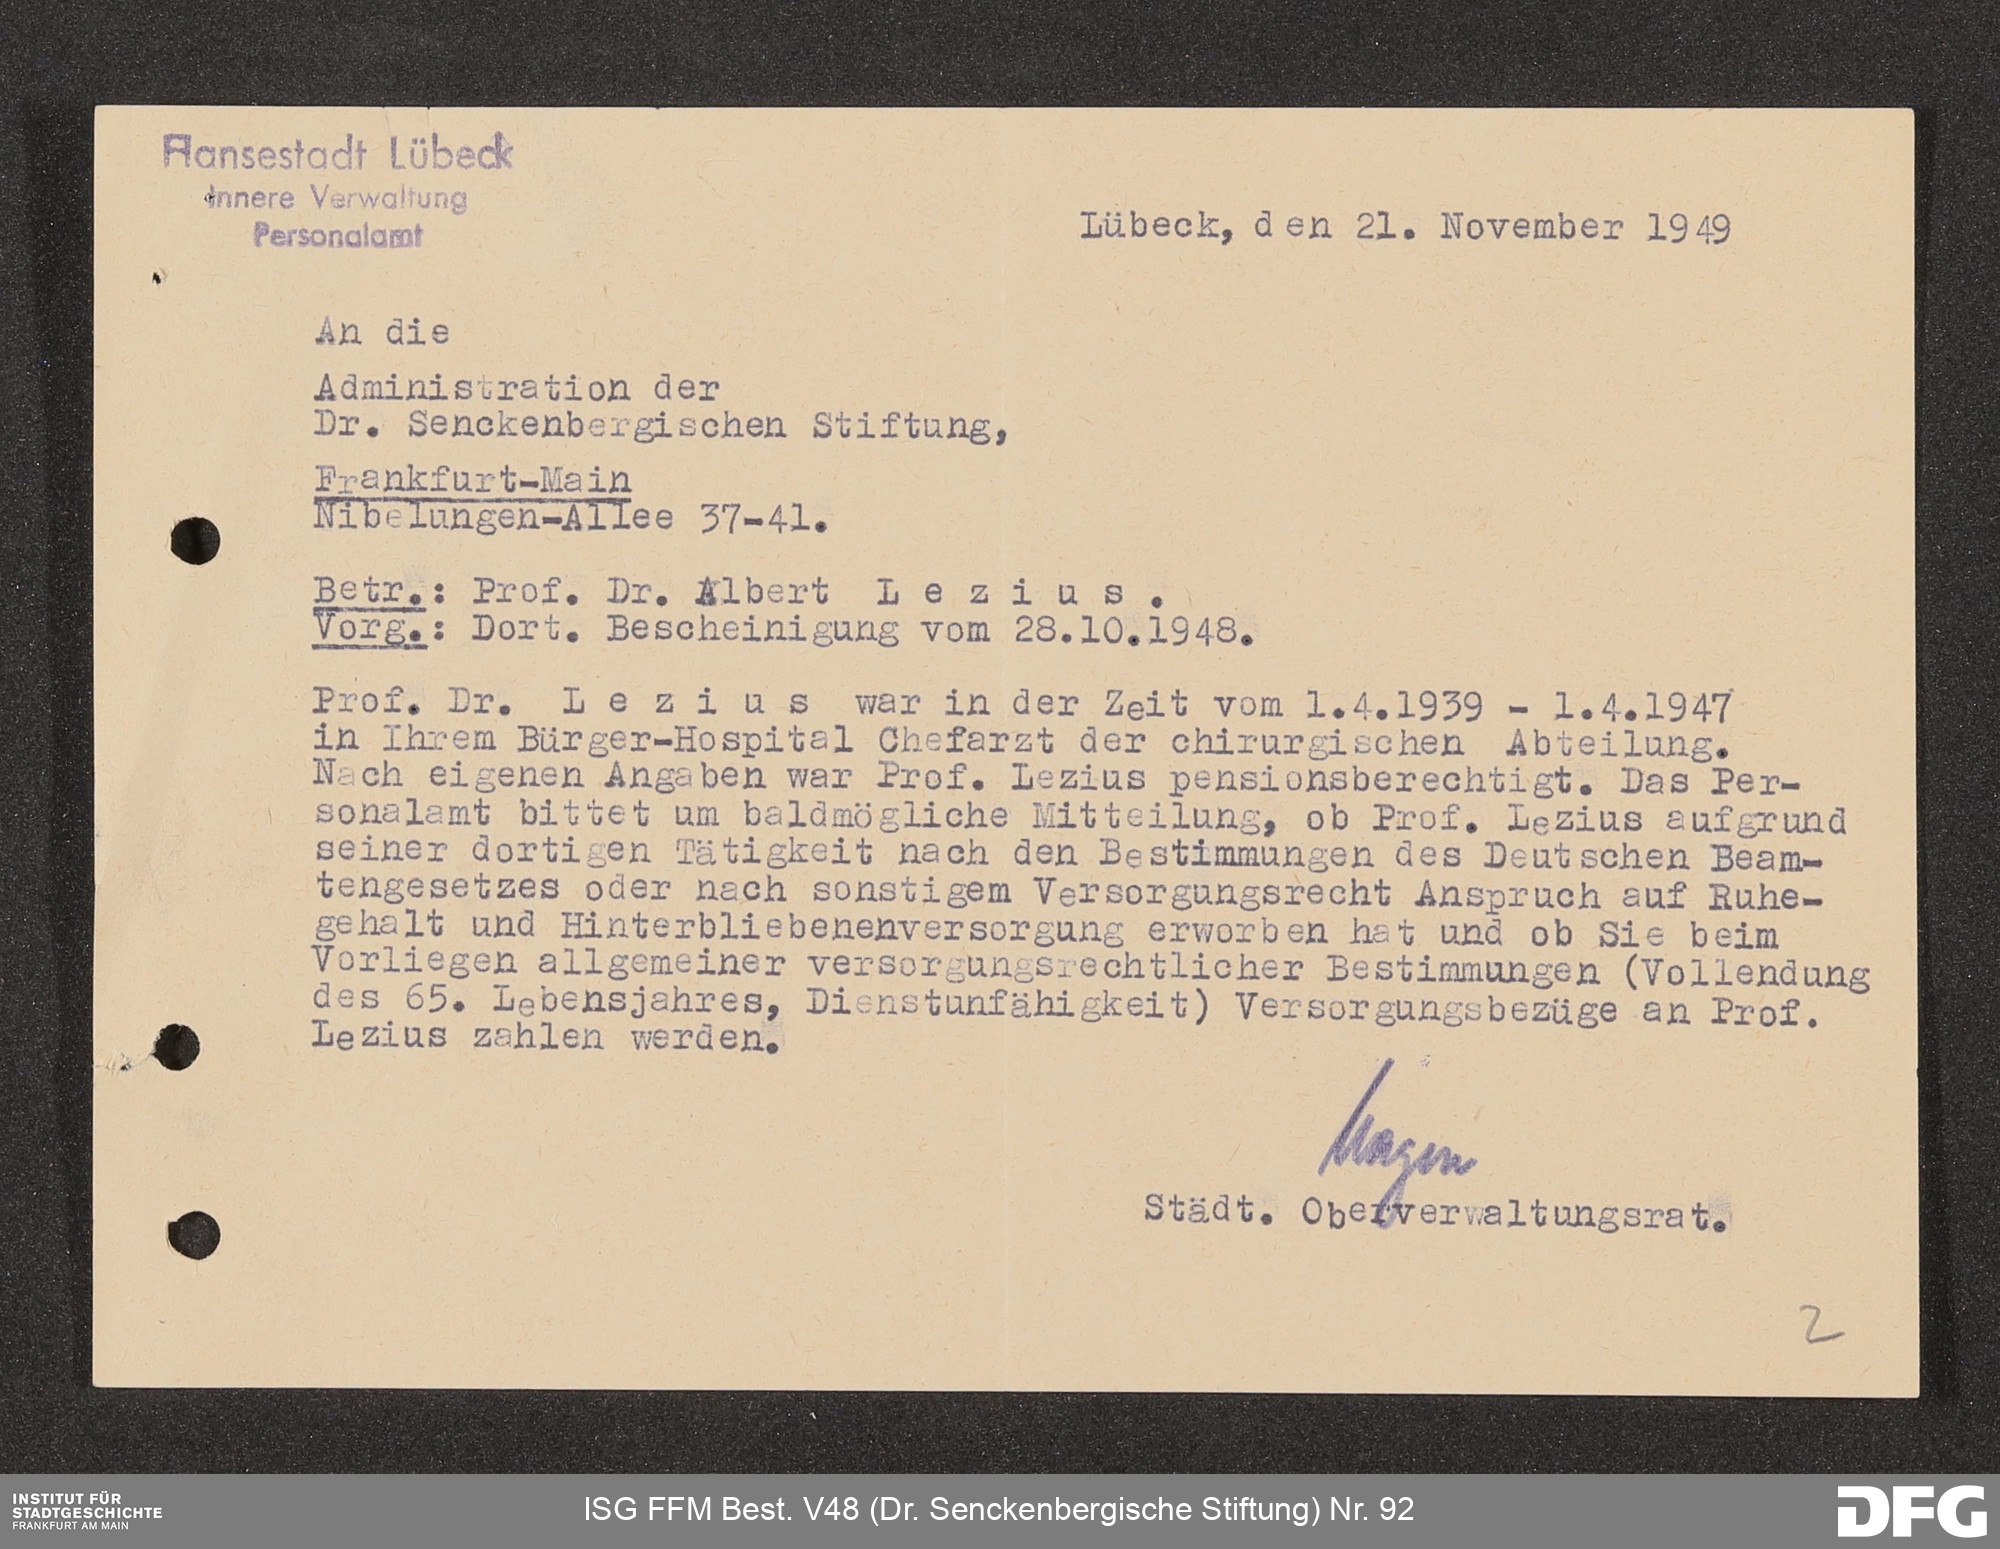 Hansestadt Lübeck
Innere Verwaltung
Personalamt
Lübeck, den 21. November 1949
An die
Administration der
Dr. Senckenbergischen Stiftung,
Frankfurt-Main
Nibelungen-Allee 37-41.
Betr.: Prof. Dr. Albert L e z i u s .
Vorg.: Dort. Bescheinigung vom 28.10.1948.
Prof. Dr. L e z i u s war in der Zeit vom 1.4.1939 - 1.4.1947
in Ihrem Bürger-Hospital Chefarzt der chirurgischen Abteilung.
Nach eigenen Angaben war Prof. Lezius pensionsberechtigt. Das Per-
sonalamt bittet um baldmögliche Mitteilung, ob Prof. Lezius aufgrund
seiner dortigen Tätigkeit nach den Bestimmungen des Deutschen Beam-
tengesetzes oder nach sonstigem Versorgungsrecht Anspruch auf Ruhe-
gehalt und Hinterbliebenenversorgung erworben hat und ob Sie beim
Vorliegen allgemeiner versorgungsrechtlicher Bestimmungen (Vollendung
des 65. Lebensjahres, Dienstunfähigkeit) Versorgungsbezüge an Prof.
Lezius zahlen werden.
Städt. Oberverwaltungsrat.
2
INSTITUT FÜR
STADTGESCHICHTE
FRANKFURT AM MAIN
ISG FFM Best. V48 (Dr. Senckenbergische Stiftung) Nr. 92
DFG